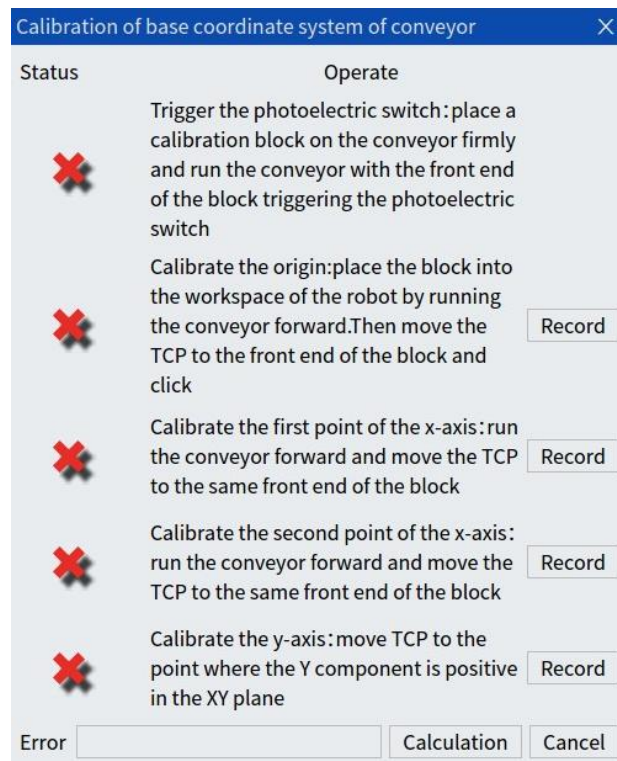 Calibration of base coordinate system of conveyor X
Status Operate
Trigger the photoelectric switch:place a
calibration block on the conveyor firmly
and run the conveyor with the front end
of the block triggering the photoelectric
switch
Calibrate the origin:place the block into
the workspace of the robot by running
the conveyor forward.Then move the
TCP to the front end of the block and
click
Record
Calibrate the first point of the x-axis:run
the conveyor forward and move the TCP
to the same front end of the block
Record
Calibrate the second point of the x-axis:
run the conveyor forward and move the
TCP to the same front end of the block
Record
Calibrate the y-axis:move TCP to the
point where the Y component is positive
in the XY plane
Record
Error Calculation Cancel